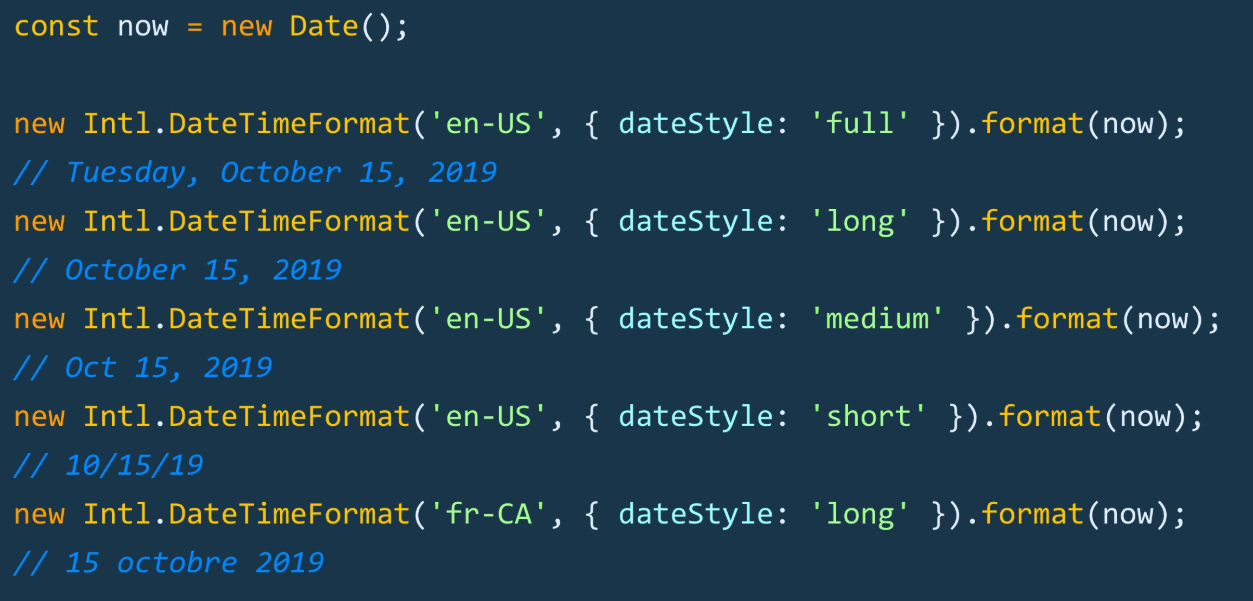 const now = new Date();
new Intl.DateTimeFormat('en-US', { dateStyle: 'full' }).format(now);
// Tuesday, October 15, 2019
new Intl.DateTimeFormat('en-US', { dateStyle: 'long' }).format(now);
// October 15, 2019
new Intl.DateTimeFormat('en-US', { dateStyle: 'medium' }).format(now);
// Oct 15, 2019
new Intl.DateTimeFormat('en-US', { dateStyle: 'short' }).format(now);
// 10/15/19
new Intl.DateTimeFormat('fr-CA', { dateStyle: 'long' }).format(now);
// 15 octobre 2019